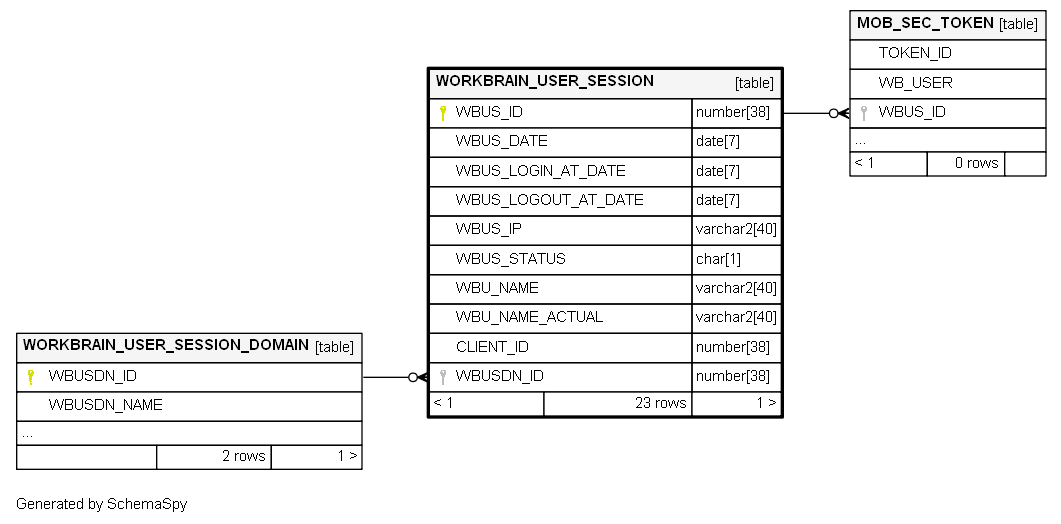 MOB_SEC_TOKEN [table]
TOKEN_ID
WB_USER
WBUS_ID
...
< 1 0 rows
WORKBRAIN_USER_SESSION [table]
WBUS_ID number[38]
WBUS_DATE date[7]
WBUS_LOGIN_AT_DATE date[7]
WBUS_LOGOUT_AT_DATE date[7]
WBUS_IP varchar2[40]
WBUS_STATUS char[1]
WBU_NAME varchar2[40]
WBU_NAME_ACTUAL varchar2[40]
CLIENT_ID number[38]
WBUSDN_ID number[38]
< 1 23 rows 1 >
WORKBRAIN_USER_SESSION_DOMAIN [table]
WBUSDN_ID
WBUSDN_NAME
...
2 rows 1 >
Generated by SchemaSpy